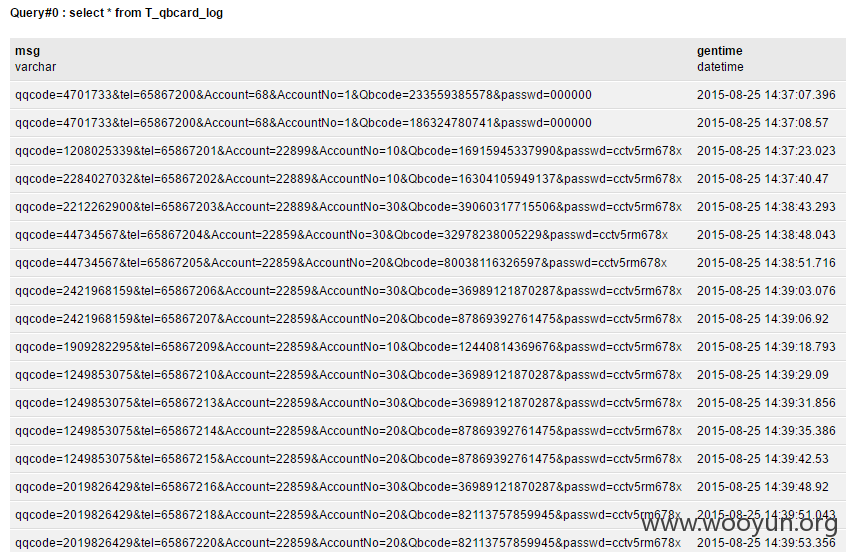 Query#0 : select * from T_qbcard_log
msg gentime
varchar datetime
qqcode=4701733&tel=65867200&Account=68&AccountNo=1&Qbcode=233559385578&passwd=000000 2015-08-25 14:37:07.396
qqcode=4701733&tel=65867200&Account=68&AccountNo=1&Qbcode=186324780741&passwd=000000 2015-08-25 14:37:08.57
qqcode=1208025339&tel=65867201&Account=22899&AccountNo=10&Qbcode=16915945337990&passwd=cctv5rm678x 2015-08-25 14:37:23.023
qqcode=2284027032&tel=65867202&Account=22889&AccountNo=10&Qbcode=16304105949137&passwd=cctv5rm678x 2015-08-25 14:37:40.47
qqcode=2212262900&tel=65867203&Account=22889&AccountNo=30&Qbcode=39060317715506&passwd=cctv5rm678x 2015-08-25 14:38:43.293
qqcode=44734567&tel=65867204&Account=22859&AccountNo=30&Qbcode=32978238005229&passwd=cctv5rm678x 2015-08-25 14:38:48.043
qqcode=44734567&tel=65867205&Account=22859&AccountNo=20&Qbcode=80038116326597&passwd=cctv5rm678x 2015-08-25 14:38:51.716
qqcode=2421968159&tel=65867206&Account=22859&AccountNo=30&Qbcode=36989121870287&passwd=cctv5rm678x 2015-08-25 14:39:03.076
qqcode=2421968159&tel=65867207&Account=22859&AccountNo=20&Qbcode=87869392761475&passwd=cctv5rm678x 2015-08-25 14:39:06.92
qqcode=1909282295&tel=65867209&Account=22859&AccountNo=10&Qbcode=12440814369676&passwd=cctv5rm678x 2015-08-25 14:39:18.793
qqcode=1249853075&tel=65867210&Account=22859&AccountNo=30&Qbcode=36989121870287&passwd=cctv5rm678x 2015-08-25 14:39:29.09
qqcode=1249853075&tel=65867213&Account=22859&AccountNo=30&Qbcode=36989121870287&passwd=cctv5rm678x 2015-08-25 14:39:31.856
qqcode=1249853075&tel=65867214&Account=22859&AccountNo=20&Qbcode=87869392761475&passwd=cctv5rm678x 2015-08-25 14:39:35.386
qqcode=1249853075&tel=65867215&Account=22859&AccountNo=20&Qbcode=87869392761475&passwd=cctv5rm678x 2015-08-25 14:39:42.53
qqcode=2019826429&tel=65867216&Account=22859&AccountNo=30&Qbcode=36989121870287&passwd=cctv5rm678x 2015-08-25 14:39:48.92
qqcode=2019826429&tel=65867218&Account=22859&AccountNo=20&Qbcode=82113757859945&passwd=cctv5rm678x 2015-08-25 14:39:51.043
www.wooyun.org
qqcode=2019826429&tel=65867220&Account=22859&AccountNo=20&Qbcode=82113757859945&passwd=cctv5rm678x 2015-08-25 14:39:53.356